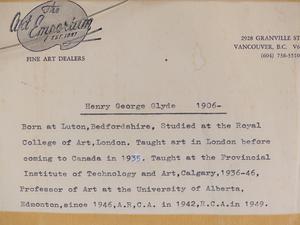 The
Art Emporium
EST. 1897
FINE ART DEALERS
2928 GRANVILLE ST
VANCOUVER, B.C. V6
(604) 738-3510
Henry George Glyde 1906-
Born at Luton,Bedfordshire, Studied at the Royal
College of Art,London. Taught art in London before
coming to Canada in 1935. Taught at the Provincial
Institute of Technology and Art,Calgary,1936-46,
Professor of Art at the University of Alberta,
Edmonton,since 1946,A.R.C.A. in 1942,R.C.A.in 1949.